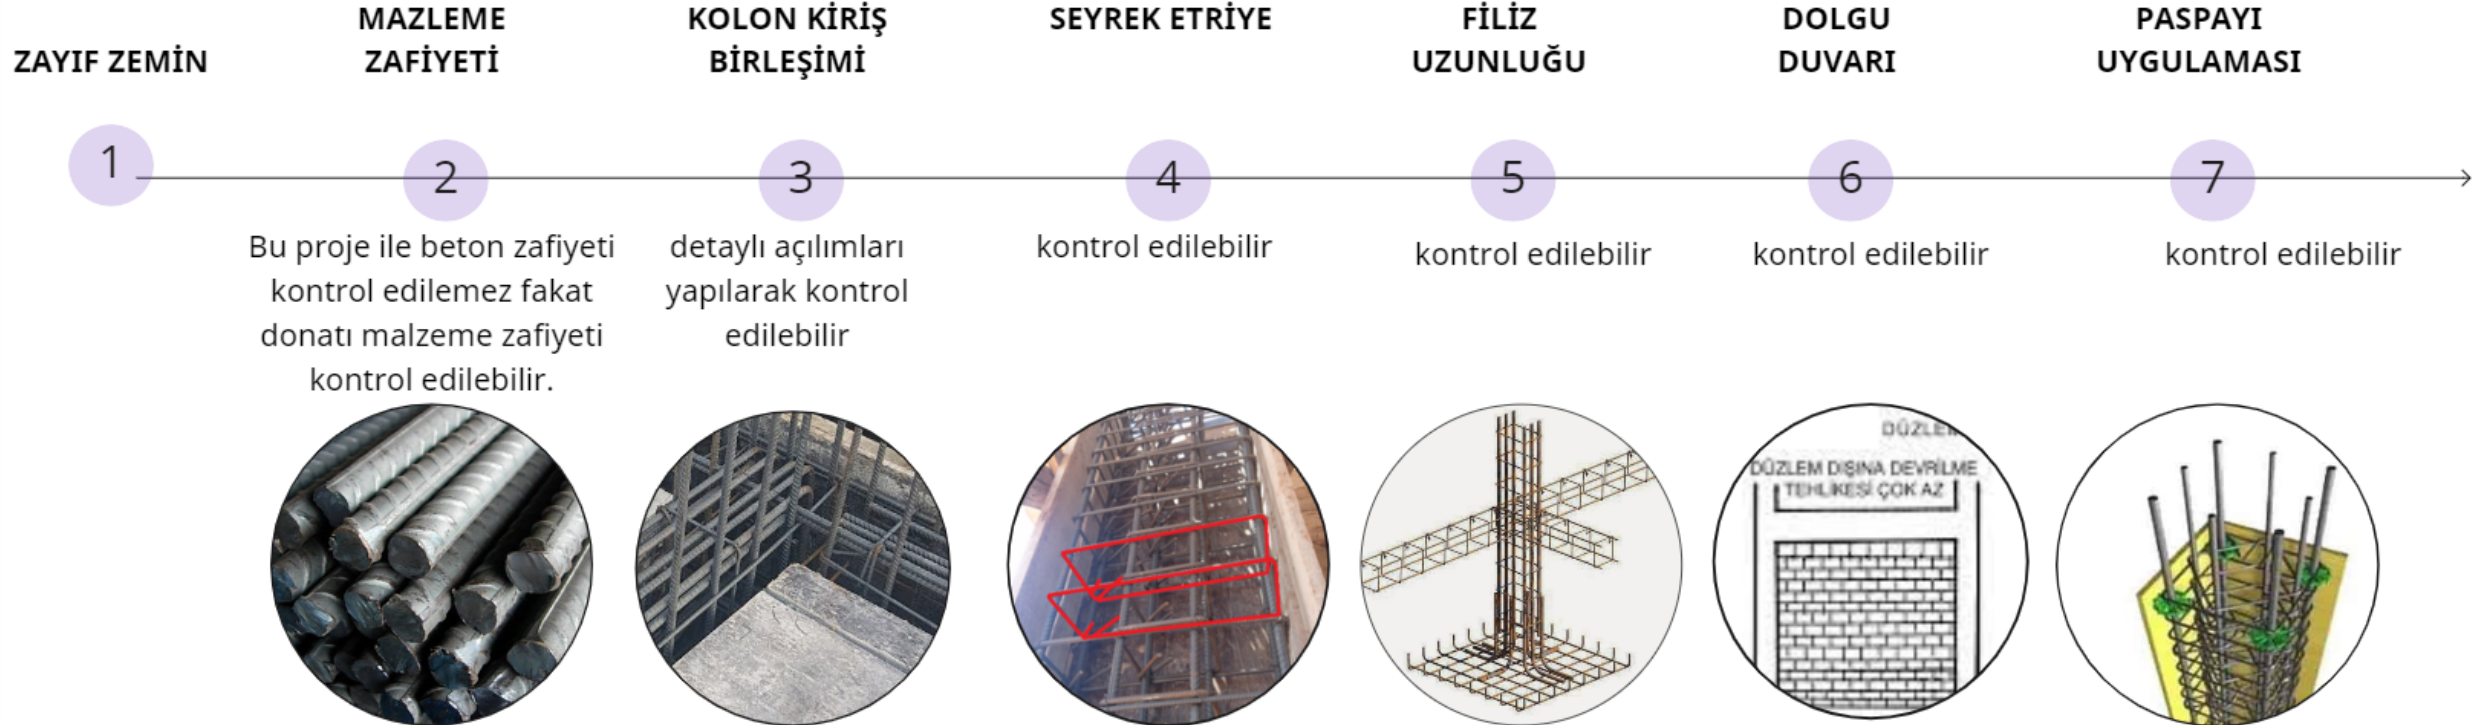 ZAYIF ZEMİN
MAZLEME
ZAFİYETİ
KOLON KİRİŞ
BİRLEŞİMİ
SEYREK ETRİYE
FİLİZ
UZUNLUĞU
DOLGU
DUVARI
PASPAYI
UYGULAMASI
1
2
3
4
5
6
7
Bu proje ile beton zafiyeti
kontrol edilemez fakat
donatı malzeme zafiyeti
kontrol edilebilir.
detaylı açılımları
yapılarak kontrol
edilebilir
kontrol edilebilir
kontrol edilebilir
kontrol edilebilir
kontrol edilebilir
DÜZLEM DIŞINA DEVRİLME
TEHLİKESİ ÇOK AZ